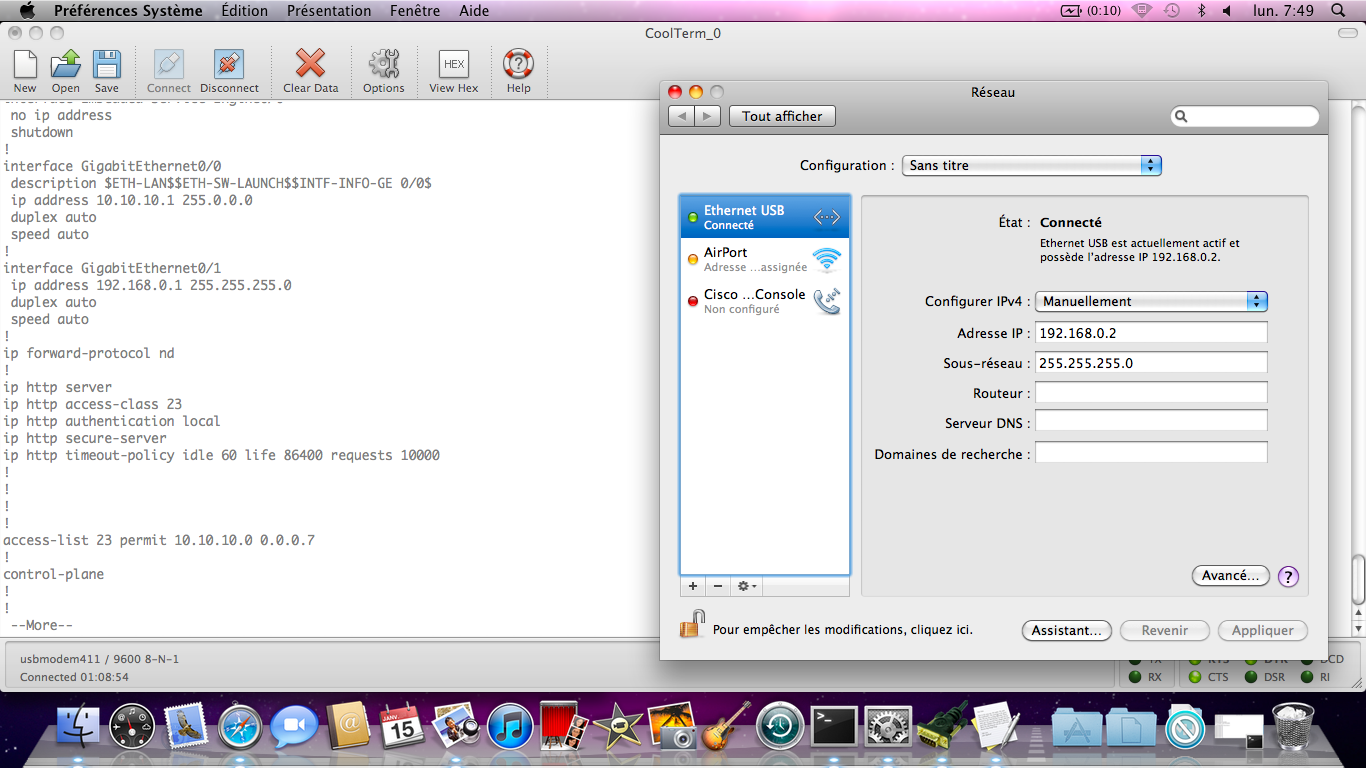 Préférences Système Édition Présentation Fenêtre Aide (0:10) lun. 7:49
CoolTerm_0
New Open Save Connect Disconnect Clear Data Options View Hex Help
HEX
no ip address
shutdown
!
interface GigabitEthernet0/0
description $ETH-LAN$$ETH-SW-LAUNCH$$INTF-INFO-GE 0/0$
ip address 10.10.10.1 255.0.0.0
duplex auto
speed auto
!
interface GigabitEthernet0/1
ip address 192.168.0.1 255.255.255.0
duplex auto
speed auto
!
ip forward-protocol nd
!
ip http server
ip http access-class 23
ip http authentication local
ip http secure-server
ip http timeout-policy idle 60 life 86400 requests 10000
!
!
!
!
access-list 23 permit 10.10.10.0 0.0.0.7
!
control-plane
!
!
--More--
usbmodem411 / 9600 8-N-1
Connected 01:08:54
TX RTS DTR DCD
RX CTS DSR RI
Réseau
Tout afficher
Configuration : Sans titre
Ethernet USB
Connecté
AirPort
Adresse ...assignée
Cisco ...Console
Non configuré
État : Connecté
Ethernet USB est actuellement actif et
possède l'adresse IP 192.168.0.2.
Configurer IPv4 : Manuellement
Adresse IP : 192.168.0.2
Sous-réseau : 255.255.255.0
Routeur :
Serveur DNS :
Domaines de recherche :
Avancé... ?
Pour empêcher les modifications, cliquez ici.
Assistant... Revenir Appliquer
JANV.
15